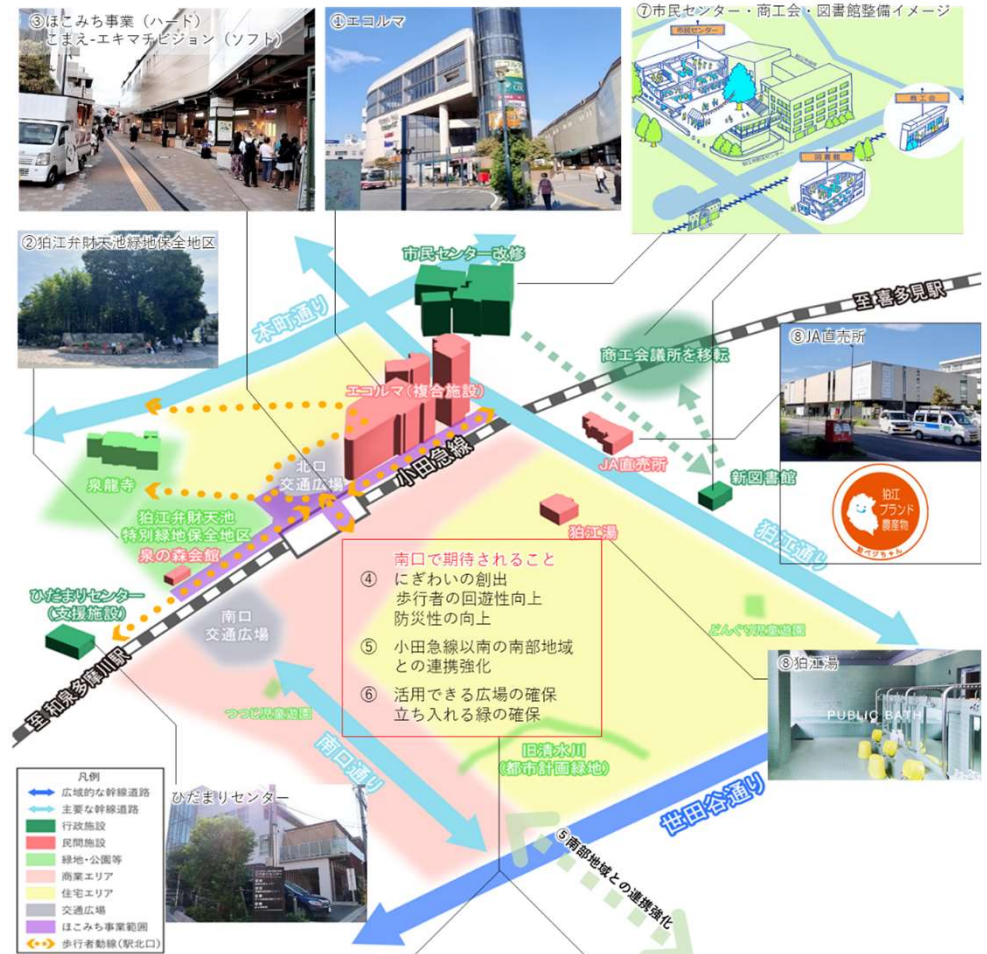 ③ほこみち事業（ハード）
こまえ-エキマチビジョン（ソフト）
①エコルマ
⑦市民センター・商工会・図書館整備イメージ
市民センター
商工会
図書館
②狛江弁財天池緑地保全地区
市民センター改修
本町通り
至喜多見駅
商工会議所を移転
⑧JA直売所
エコルマ(複合施設)
小田急線
JA直売所
新図書館
北口
交通広場
泉龍寺
狛江弁財天池
特別緑地保全地区
泉の森会館
狛江湯
狛江通り
狛江
ブランド
農産物
ひだまりセンター
(支援施設)
南口
交通広場
南口で期待されること
④ にぎわいの創出
歩行者の回遊性向上
防災性の向上
⑤ 小田急線以南の南部地域
との連携強化
⑥ 活用できる広場の確保
立ち入れる緑の確保
どんぐり児童遊園
至和泉多摩川駅
つつじ児童遊園
南口通り
旧清水川
(都市計画緑地)
⑧狛江湯
PUBLIC BATH
世田谷通り
⑤南部地域との連携強化
ひだまりセンター
凡例
広域的な幹線道路
主要な幹線道路
行政施設
民間施設
緑地・公園等
商業エリア
住宅エリア
交通広場
ほこみち事業範囲
歩行者動線(駅北口)